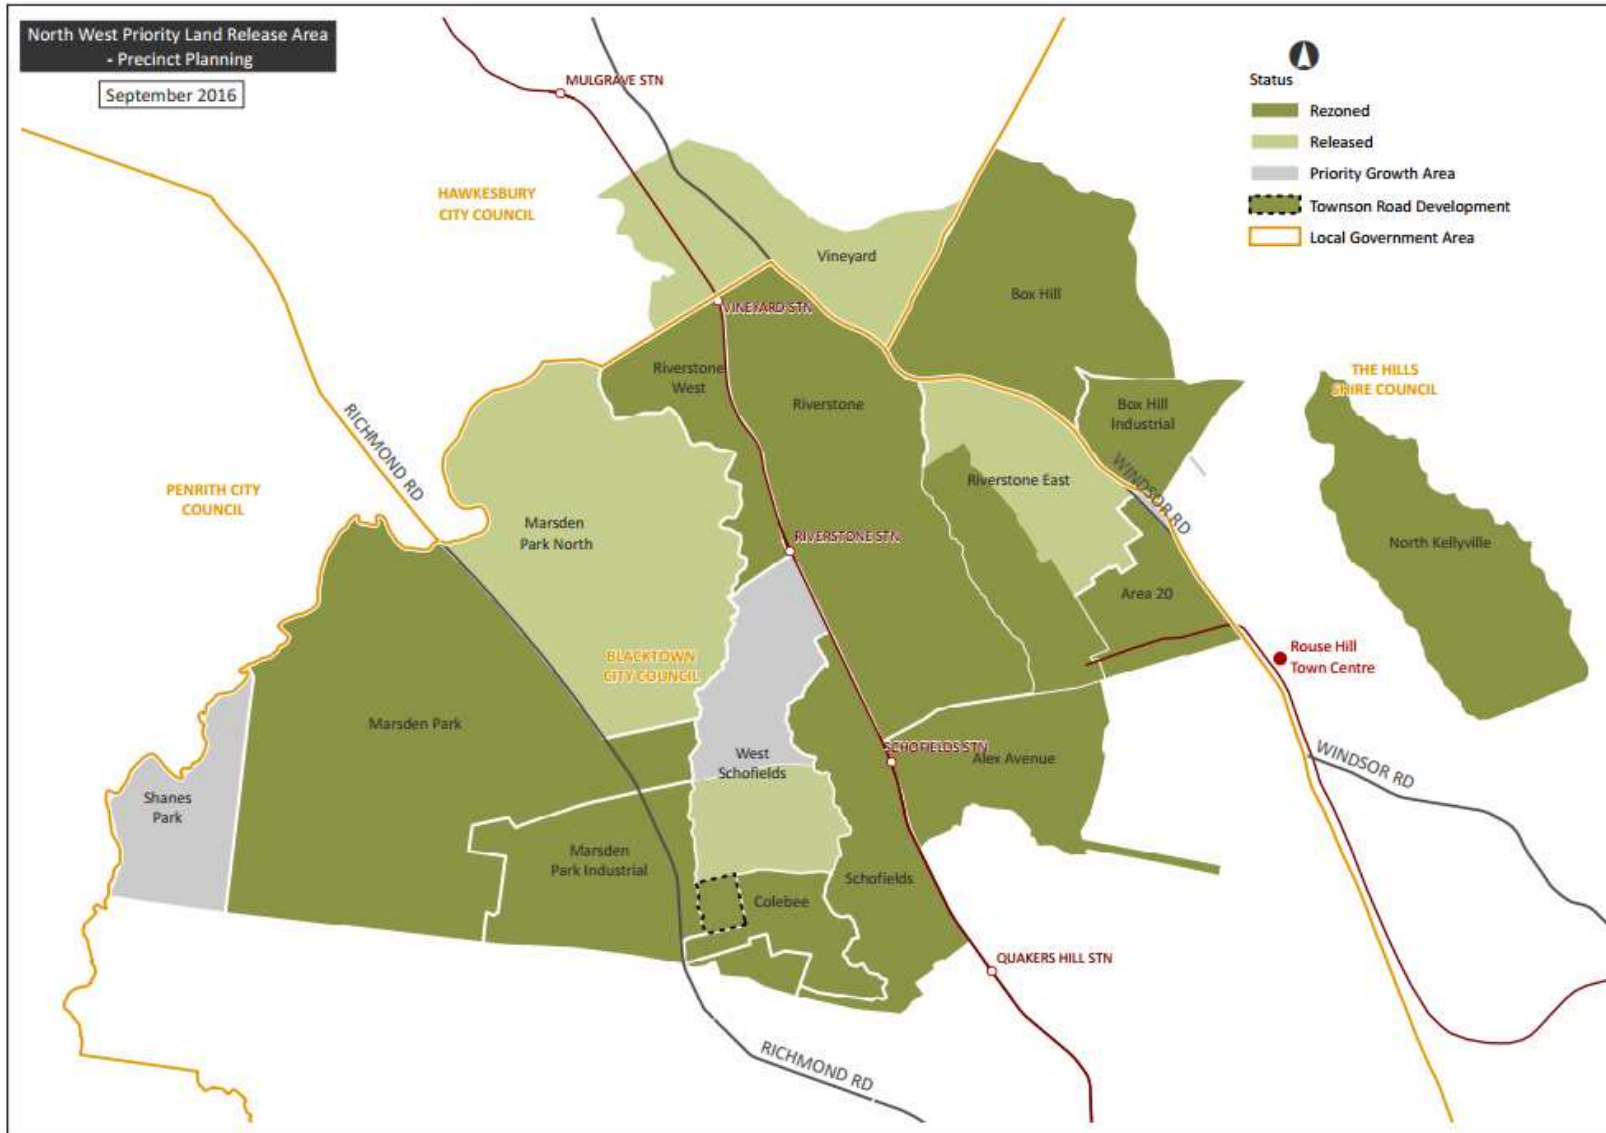 North West Priority Land Release Area
- Precinct Planning
September 2016
Status
Rezoned
Released
Priority Growth Area
Townson Road Development
Local Government Area
MULGRAVE STN
HAWKESBURY
CITY COUNCIL
Vineyard
Box Hill
VINEYARD STN
Riverstone
West
Riverstone
Box Hill
Industrial
THE HILLS
SHIRE COUNCIL
RICHMOND RD
PENRITH CITY
COUNCIL
Marsden
Park North
Riverstone East
WINDSOR RD
RIVERSTONE STN
North Kellyville
Area 20
BLACKTOWN
CITY COUNCIL
Rouse Hill
Town Centre
Marsden Park
West
Schofields
SCHOFIELDS STN
Alex Avenue
WINDSOR RD
Shanes
Park
Marsden
Park Industrial
Schofields
Colebee
QUAKERS HILL STN
RICHMOND RD